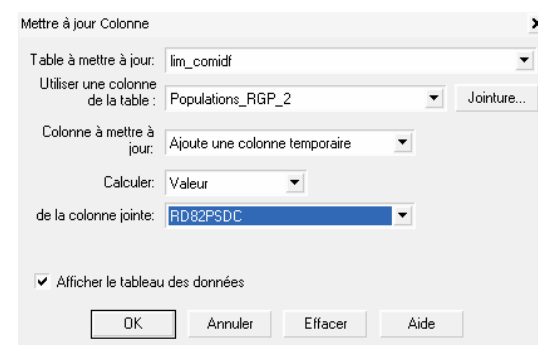 Mettre à jour Colonne
Table à mettre à jour: lim_comidf
Utiliser une colonne de la table : Populations_RGP_2 Jointure...
Colonne à mettre à jour: Ajoute une colonne temporaire
Calculer: Valeur
de la colonne jointe: RD82PSDC
Afficher le tableau des données
OK Annuler Effacer Aide